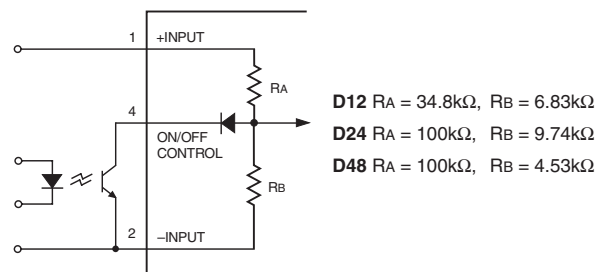 1
+INPUT
RA
4
ON/OFF
CONTROL
RB
2
–INPUT
D12 RA = 34.8kΩ, RB = 6.83kΩ
D24 RA = 100kΩ, RB = 9.74kΩ
D48 RA = 100kΩ, RB = 4.53kΩ